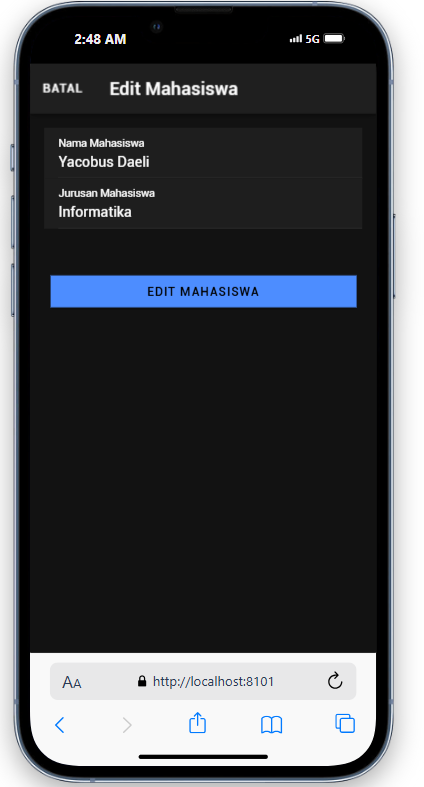 2:48 AM 5G
BATAL Edit Mahasiswa
Nama Mahasiswa
Yacobus Daeli
Jurusan Mahasiswa
Informatika
EDIT MAHASISWA
AA http://localhost:8101